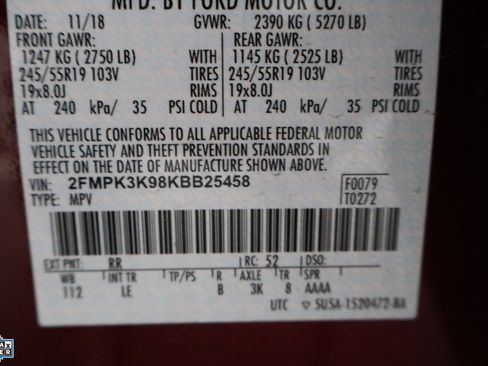 MFD. BY FORD MOTOR CO.
DATE: 11/18 GVWR: 2390 KG ( 5270 LB)
FRONT GAWR: REAR GAWR:
1247 KG ( 2750 LB) WITH 1145 KG ( 2525 LB) WITH
245/55R19 103V TIRES 245/55R19 103V TIRES
19x8.0J RIMS 19x8.0J RIMS
AT 240 kPa/ 35 PSI COLD AT 240 kPa/ 35 PSI COLD
THIS VEHICLE CONFORMS TO ALL APPLICABLE FEDERAL MOTOR
VEHICLE SAFETY AND THEFT PREVENTION STANDARDS IN
EFFECT ON THE DATE OF MANUFACTURE SHOWN ABOVE.
VIN: 2FMPK3K98KBB25458 F0079
TYPE: MPV T0272
EXT PNT: RR RC: 52 DSO:
WB INT TR TP/PS R AXLE TR SPR
112 LE B 3K 8 AAAA
UTC ▽ 5USA-1520472-BA